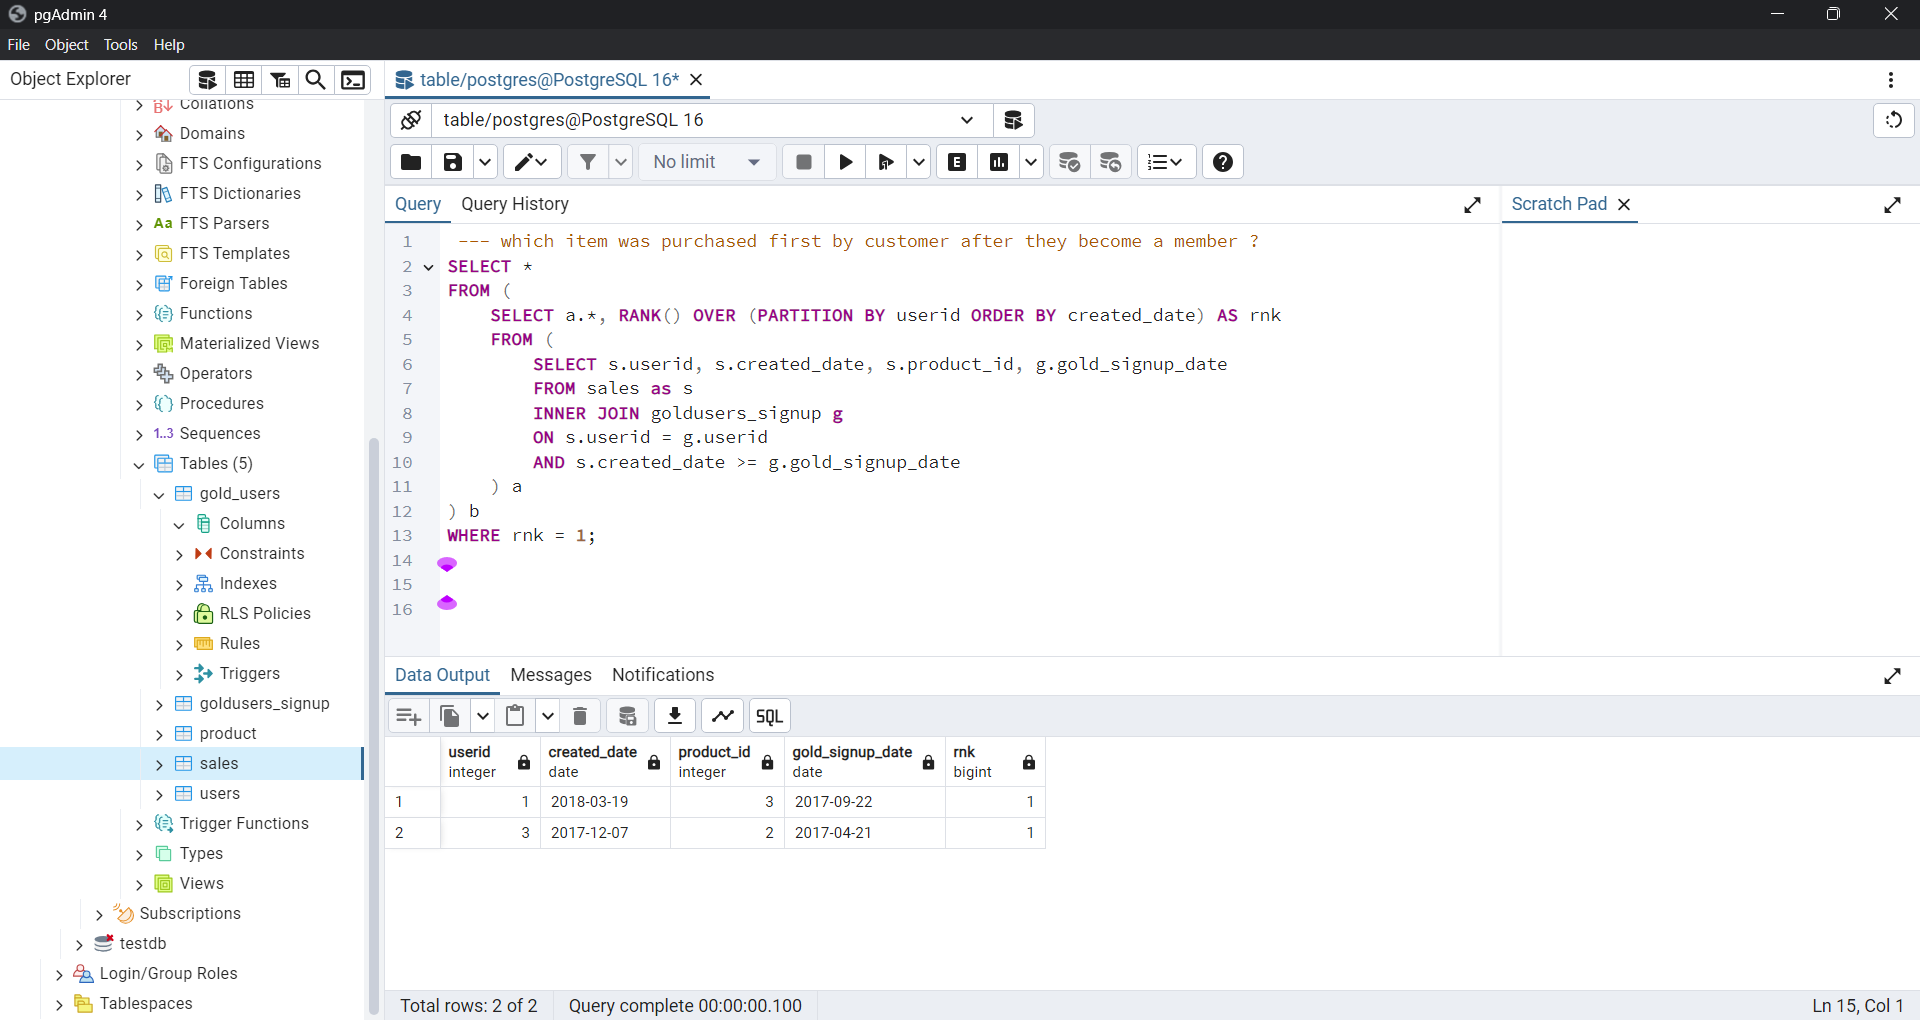 pgAdmin 4
File Object Tools Help
Object Explorer
table/postgres@PostgreSQL 16*
Collations
Domains
FTS Configurations
FTS Dictionaries
Aa FTS Parsers
FTS Templates
Foreign Tables
Functions
Materialized Views
Operators
Procedures
1..3 Sequences
Tables (5)
gold_users
Columns
Constraints
Indexes
RLS Policies
Rules
Triggers
goldusers_signup
product
sales
users
Trigger Functions
Types
Views
Subscriptions
testdb
Login/Group Roles
Tablespaces
table/postgres@PostgreSQL 16
No limit
E
Query Query History
Scratch Pad
1 --- which item was purchased first by customer after they become a member ?
2 SELECT *
3 FROM (
4 SELECT a.*, RANK() OVER (PARTITION BY userid ORDER BY created_date) AS rnk
5 FROM (
6 SELECT s.userid, s.created_date, s.product_id, g.gold_signup_date
7 FROM sales as s
8 INNER JOIN goldusers_signup g
9 ON s.userid = g.userid
10 AND s.created_date >= g.gold_signup_date
11 ) a
12 ) b
13 WHERE rnk = 1;
14
15
16
Data Output Messages Notifications
SQL
userid created_date product_id gold_signup_date rnk
integer date integer date bigint
1 1 2018-03-19 3 2017-09-22 1
2 3 2017-12-07 2 2017-04-21 1
Total rows: 2 of 2 Query complete 00:00:00.100 Ln 15, Col 1